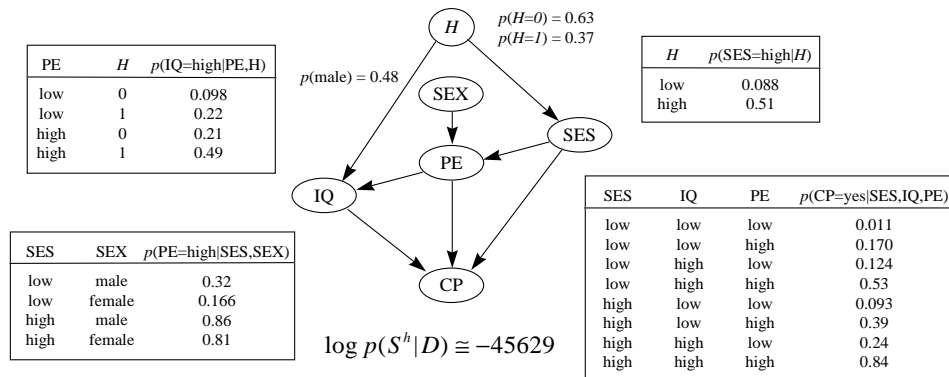 H
p(H=0) = 0.63
p(H=1) = 0.37
p(male) = 0.48
SEX
SES
PE
IQ
CP
PE H p(IQ=high|PE,H)
low 0 0.098
low 1 0.22
high 0 0.21
high 1 0.49
H p(SES=high|H)
low 0.088
high 0.51
SES SEX p(PE=high|SES,SEX)
low male 0.32
low female 0.166
high male 0.86
high female 0.81
SES IQ PE p(CP=yes|SES,IQ,PE)
low low low 0.011
low low high 0.170
low high low 0.124
low high high 0.53
high low low 0.093
high low high 0.39
high high low 0.24
high high high 0.84
log p(S^h|D) ≅ −45629